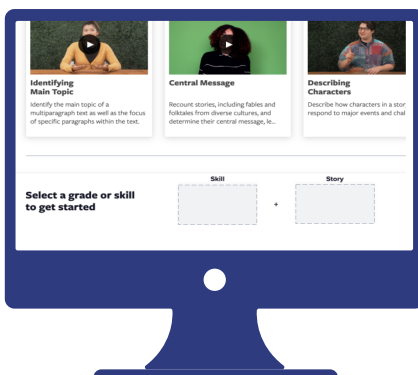 Identifying
Main Topic
Identify the main topic of a
multiparagraph text as well as the focus
of specific paragraphs within the text.
Central Message
Recount stories, including fables and
folktales from diverse cultures, and
determine their central message, le...
Describing
Characters
Describe how characters in a stor
respond to major events and chal
Select a grade or skill
to get started
Skill
+
Story